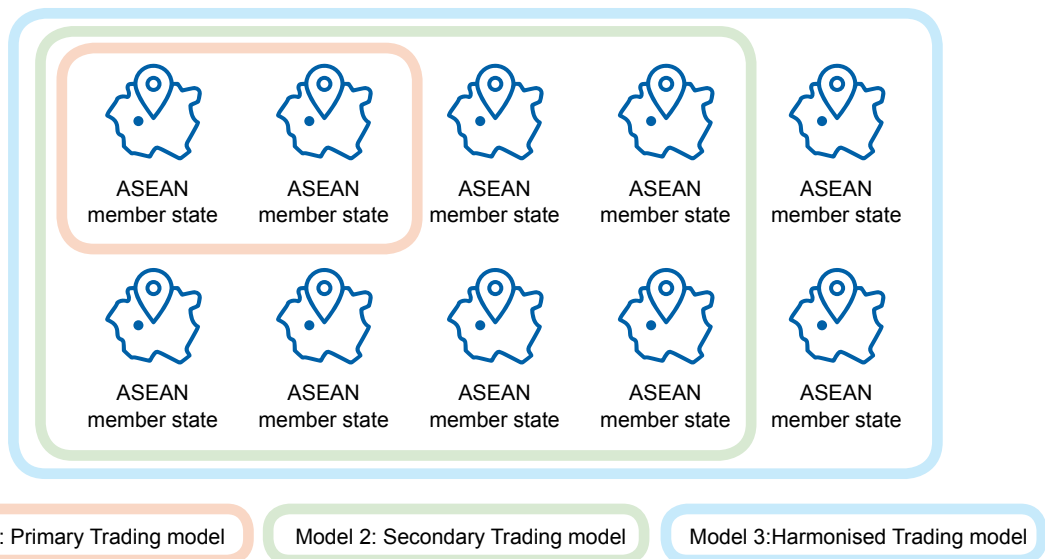 ASEAN ASEAN ASEAN ASEAN ASEAN
member state member state member state member state member state
ASEAN ASEAN ASEAN ASEAN ASEAN
member state member state member state member state member state
: Primary Trading model Model 2: Secondary Trading model Model 3:Harmonised Trading model